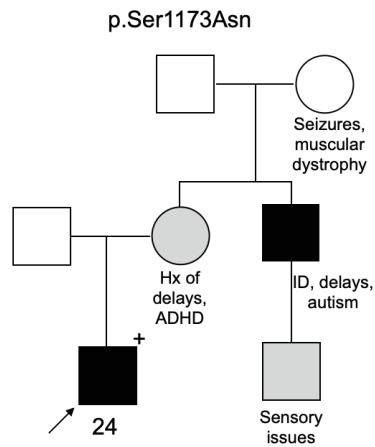 p.Ser1173Asn
Seizures,
muscular
dystrophy
Hx of
delays,
ADHD
ID, delays,
autism
+
24
Sensory
issues